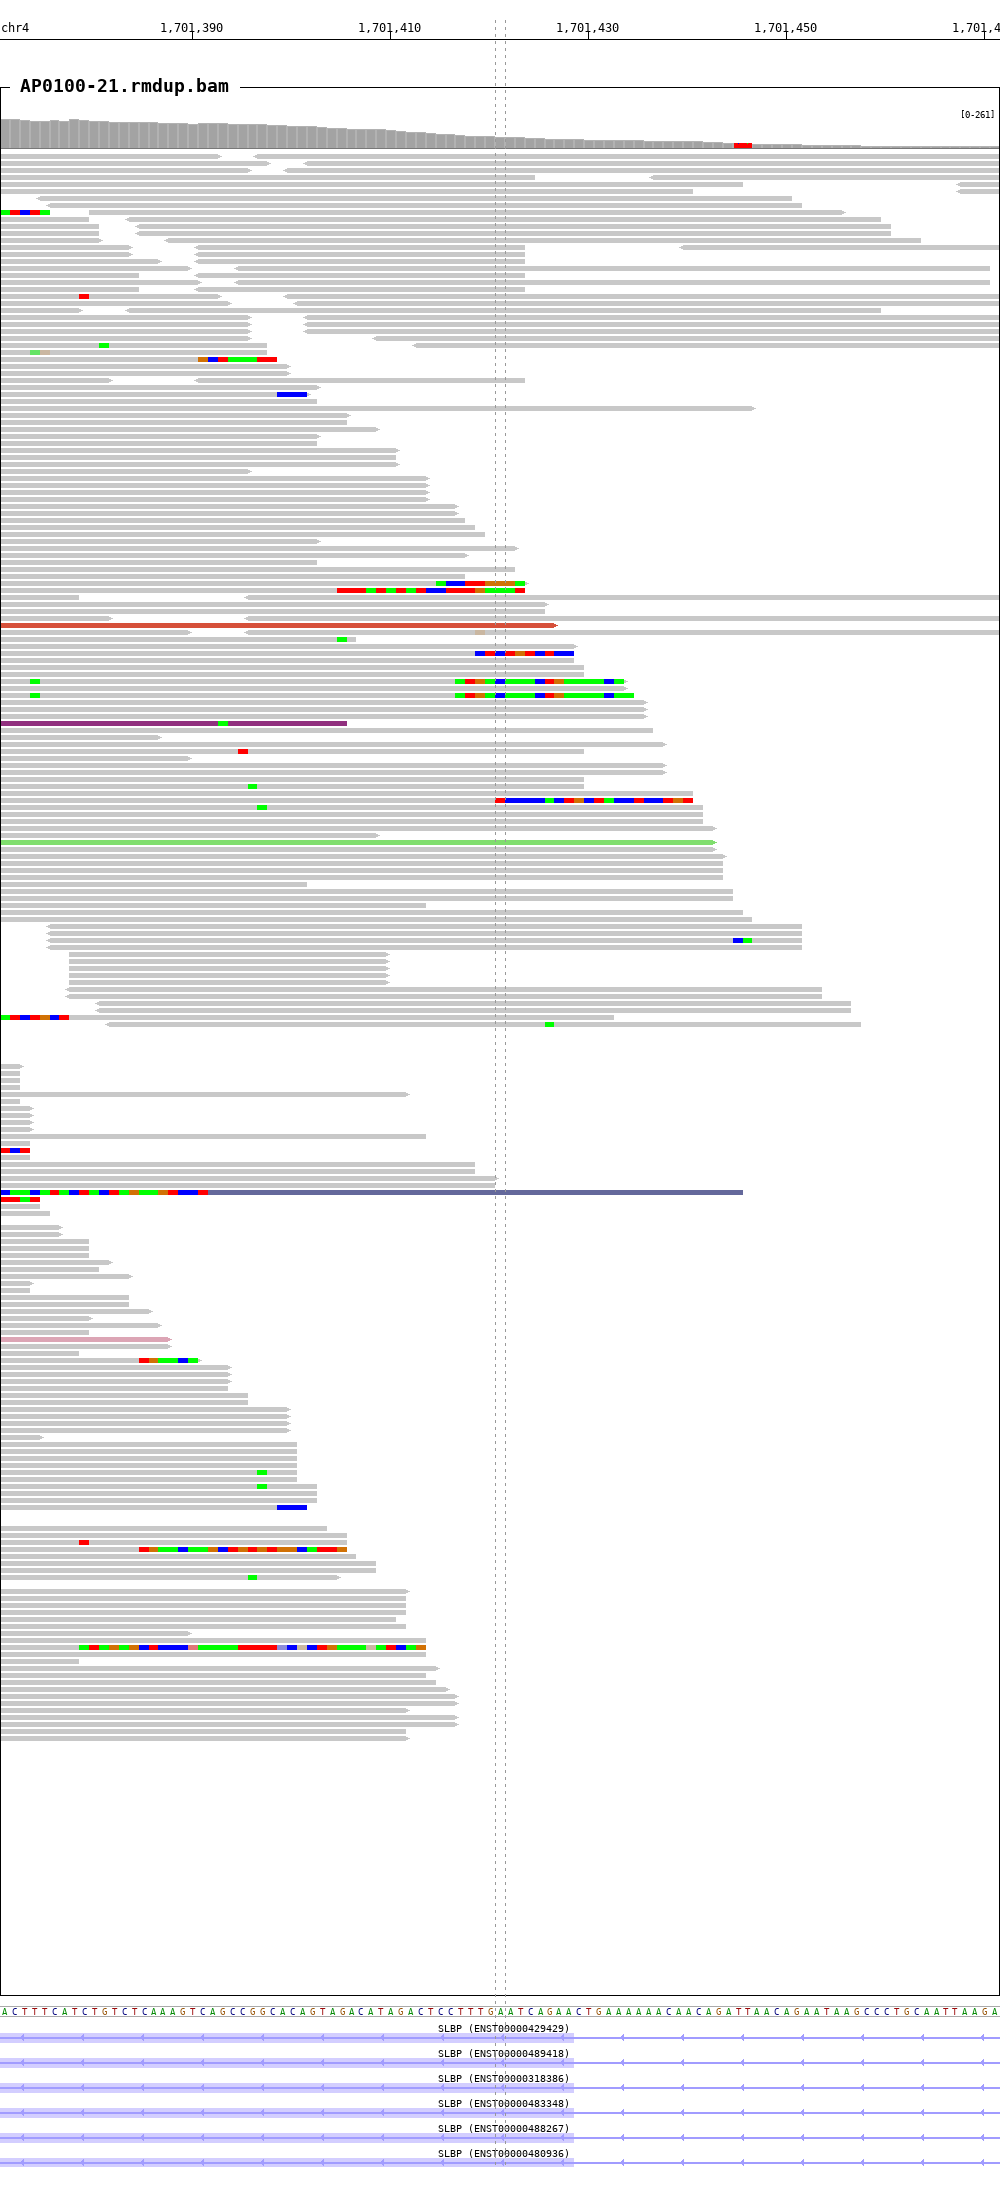 chr4 1,701,390 1,701,410 1,701,430 1,701,450 1,701,4
AP0100-21.rmdup.bam
[0-261]
ACTTTCATCTGTCTCAAAGTCAGCCGGCACAGTAGACATAGACTCCTTTGAATCAGAACTGAAAAAACAACAGATTAACAGAATAAGCCCTGCAATTAAGA
SLBP (ENST00000429429)
SLBP (ENST00000489418)
SLBP (ENST00000318386)
SLBP (ENST00000483348)
SLBP (ENST00000488267)
SLBP (ENST00000480936)